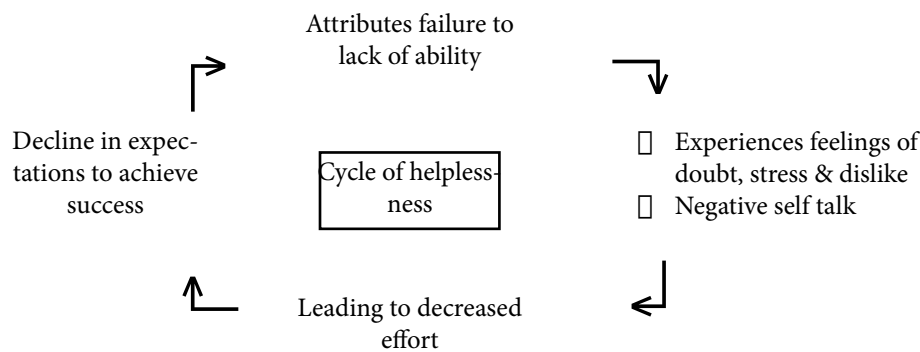 Attributes failure to
lack of ability
Decline in expec-
tations to achieve
success
Cycle of helpless-
ness
▯ Experiences feelings of
doubt, stress & dislike
▯ Negative self talk
Leading to decreased
effort